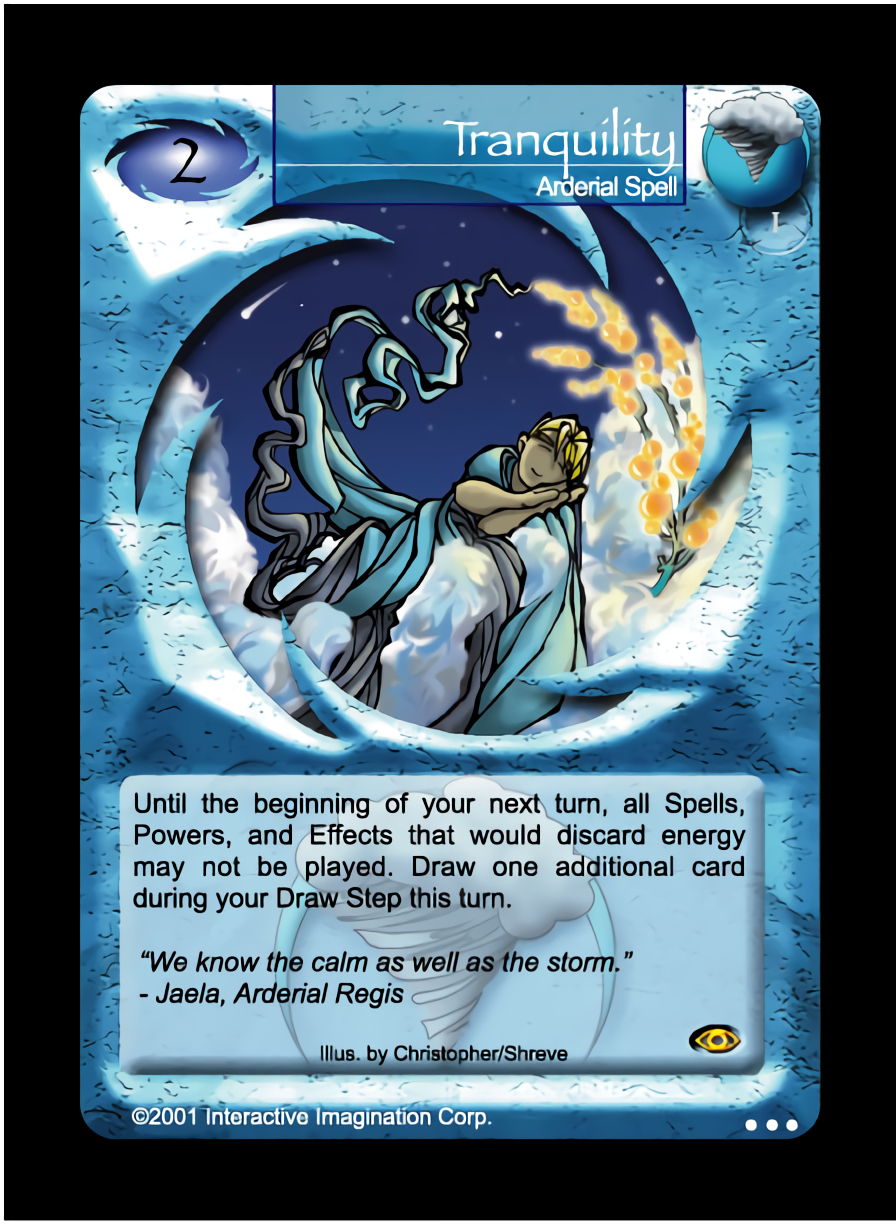 2
Tranquility
Arderial Spell
I
Until the beginning of your next turn, all Spells,
Powers, and Effects that would discard energy
may not be played. Draw one additional card
during your Draw Step this turn.
“We know the calm as well as the storm.”
- Jaela, Arderial Regis
Illus. by Christopher/Shreve
©2001 Interactive Imagination Corp.